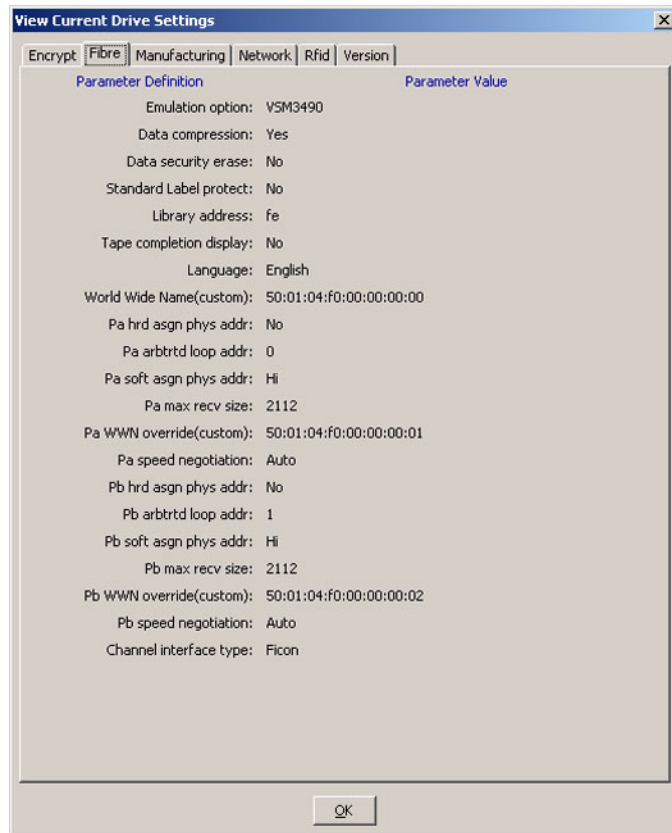 View Current Drive Settings
Encrypt Fibre Manufacturing Network Rfid Version
Parameter Definition Parameter Value
Emulation option: VSM3490
Data compression: Yes
Data security erase: No
Standard Label protect: No
Library address: fe
Tape completion display: No
Language: English
World Wide Name(custom): 50:01:04:f0:00:00:00:00
Pa hrd asgn phys addr: No
Pa arbtrtd loop addr: 0
Pa soft asgn phys addr: Hi
Pa max recv size: 2112
Pa WWN override(custom): 50:01:04:f0:00:00:00:01
Pa speed negotiation: Auto
Pb hrd asgn phys addr: No
Pb arbtrtd loop addr: 1
Pb soft asgn phys addr: Hi
Pb max recv size: 2112
Pb WWN override(custom): 50:01:04:f0:00:00:00:02
Pb speed negotiation: Auto
Channel interface type: Ficon
OK